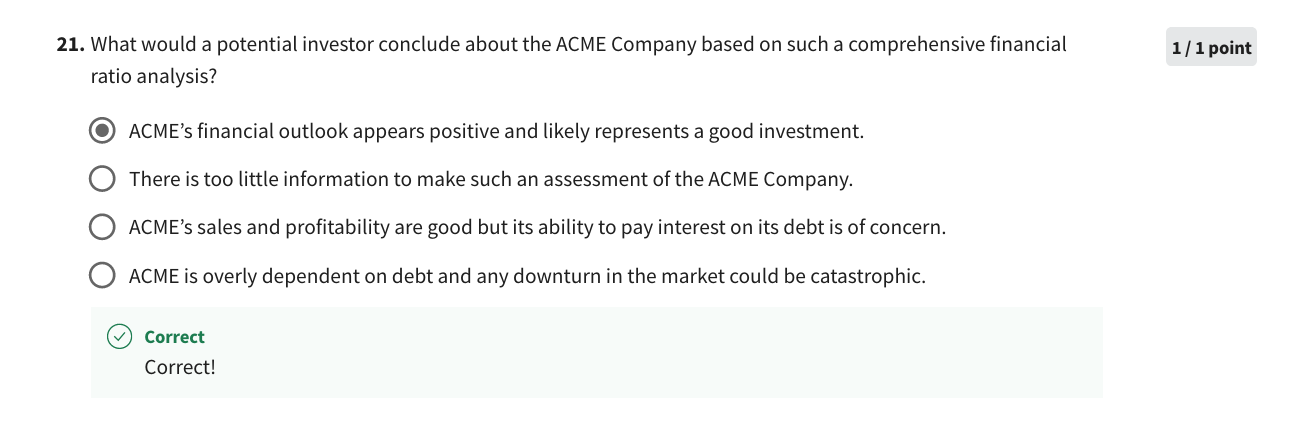 21. What would a potential investor conclude about the ACME Company based on such a comprehensive financial
ratio analysis?
1 / 1 point
ACME’s financial outlook appears positive and likely represents a good investment.
There is too little information to make such an assessment of the ACME Company.
ACME’s sales and profitability are good but its ability to pay interest on its debt is of concern.
ACME is overly dependent on debt and any downturn in the market could be catastrophic.
Correct
Correct!